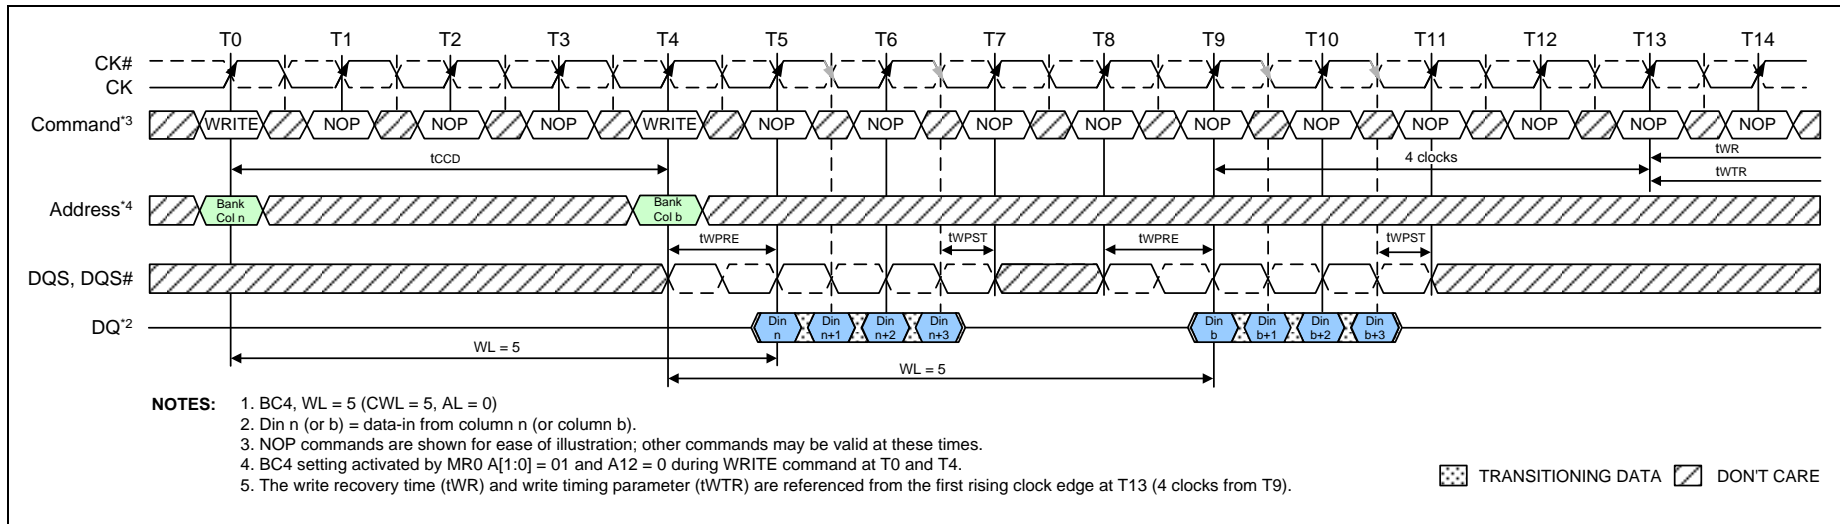 T0 T1 T2 T3 T4 T5 T6 T7 T8 T9 T10 T11 T12 T13 T14
CK#
CK
Command*3 WRITE NOP NOP NOP WRITE NOP NOP NOP NOP NOP NOP NOP NOP NOP NOP
tCCD 4 clocks tWR
tWTR
Address*4 Bank Col n Bank Col b
tWPRE tWPST tWPRE tWPST
DQS, DQS#
DQ*2 Din n Din n+1 Din n+2 Din n+3 Din b Din b+1 Din b+2 Din b+3
WL = 5
WL = 5
NOTES: 1. BC4, WL = 5 (CWL = 5, AL = 0)
2. Din n (or b) = data-in from column n (or column b).
3. NOP commands are shown for ease of illustration; other commands may be valid at these times.
4. BC4 setting activated by MR0 A[1:0] = 01 and A12 = 0 during WRITE command at T0 and T4.
5. The write recovery time (tWR) and write timing parameter (tWTR) are referenced from the first rising clock edge at T13 (4 clocks from T9).
TRANSITIONING DATA DON'T CARE